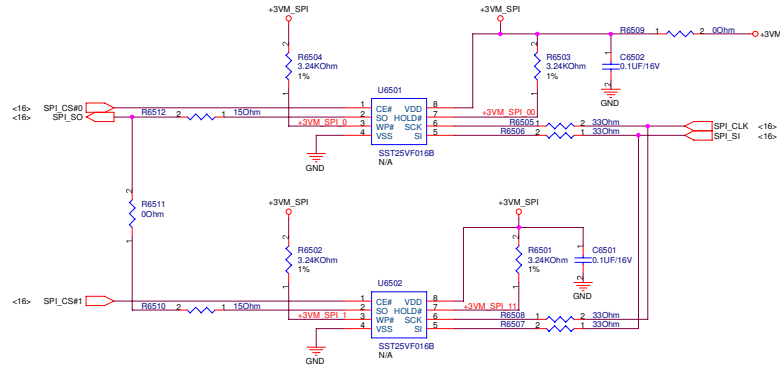 +3VM_SPI
+3VM_SPI
R6509 1 2 0Ohm
+3VM
R6504
3.24KOhm
1%
R6503
3.24KOhm
1%
C6502
0.1UF/16V
GND
U6501
<16> SPI_CS#0
1 CE# VDD 8
<16> SPI_SO
R6512 2 1 15Ohm
2 SO HOLD# 7
+3VM_SPI_00
+3VM_SPI_0
3 WP# SCK 6
R6505 1 2 33Ohm
SPI_CLK <16>
4 VSS SI 5
R6506 2 1 33Ohm
SPI_SI <16>
SST25VF016B
N/A
GND
R6511
0Ohm
2
1
+3VM_SPI
+3VM_SPI
R6502
3.24KOhm
1%
R6501
3.24KOhm
1%
C6501
0.1UF/16V
GND
U6502
<16> SPI_CS#1
1 CE# VDD 8
R6510 2 1 15Ohm
2 SO HOLD# 7
+3VM_SPI_11
+3VM_SPI_1
3 WP# SCK 6
R6508 1 2 33Ohm
4 VSS SI 5
R6507 2 1 33Ohm
SST25VF016B
N/A
GND